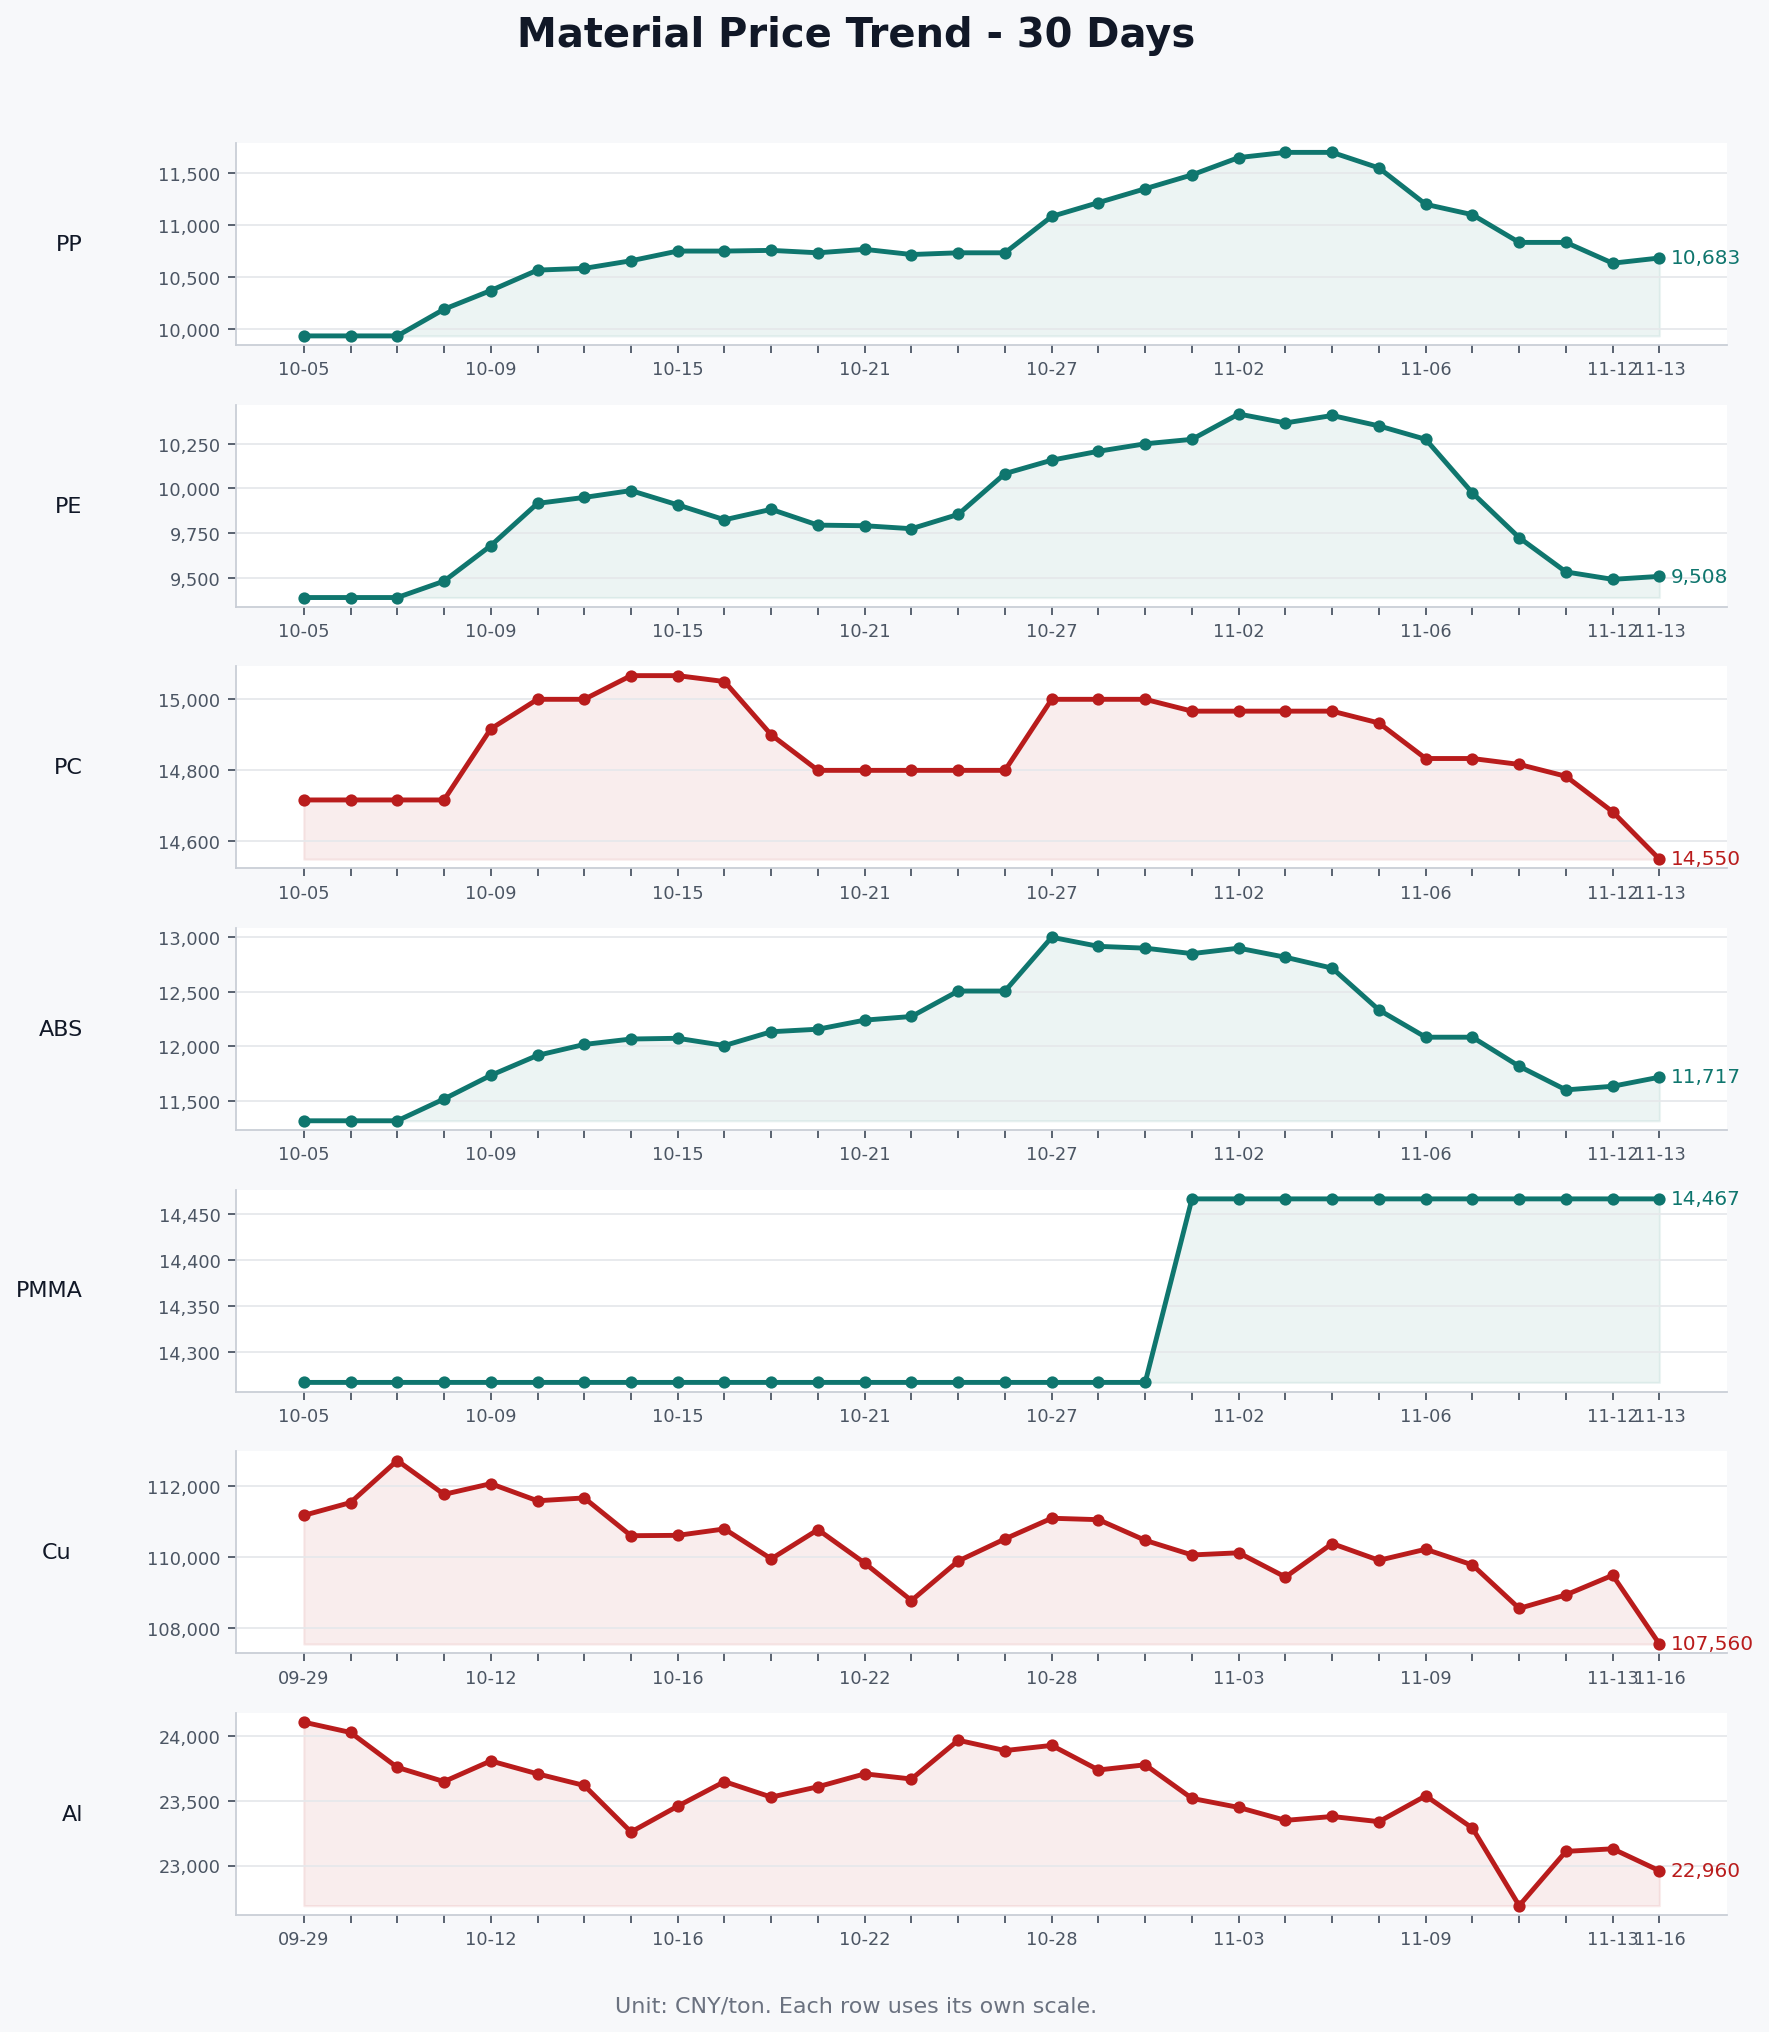 Material Price Trend - 30 Days
11,500
11,000
10,500
10,000
PP
10,683
10-05 10-09 10-15 10-21 10-27 11-02 11-06 11-12 11-13
10,250
10,000
9,750
9,500
PE
9,508
10-05 10-09 10-15 10-21 10-27 11-02 11-06 11-12 11-13
15,000
14,800
14,600
PC
14,550
10-05 10-09 10-15 10-21 10-27 11-02 11-06 11-12 11-13
13,000
12,500
12,000
11,500
ABS
11,717
10-05 10-09 10-15 10-21 10-27 11-02 11-06 11-12 11-13
14,450
14,400
14,350
14,300
PMMA
14,467
10-05 10-09 10-15 10-21 10-27 11-02 11-06 11-12 11-13
112,000
110,000
108,000
Cu
107,560
09-29 10-12 10-16 10-22 10-28 11-03 11-09 11-13 11-16
24,000
23,500
23,000
Al
22,960
09-29 10-12 10-16 10-22 10-28 11-03 11-09 11-13 11-16
Unit: CNY/ton. Each row uses its own scale.